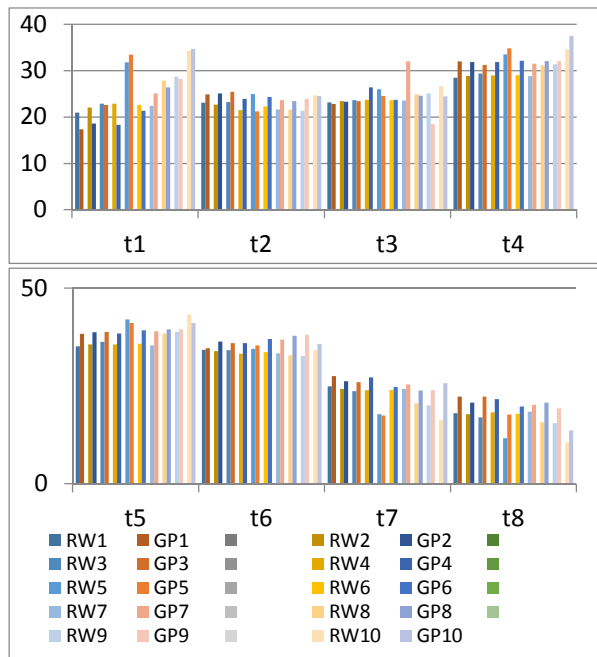 40
30
20
10
0
t1 t2 t3 t4
50
0
t5 t6 t7 t8
RW1 GP1 RW2 GP2
RW3 GP3 RW4 GP4
RW5 GP5 RW6 GP6
RW7 GP7 RW8 GP8
RW9 GP9 RW10 GP10